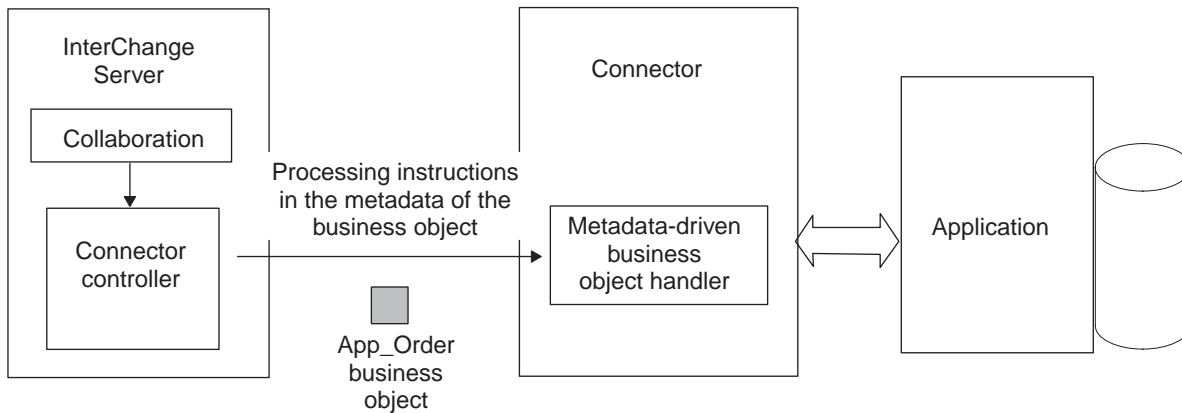 InterChange
Server
Collaboration
Connector
controller
Processing instructions
in the metadata of the
business object
App_Order
business
object
Connector
Metadata-driven
business
object handler
Application